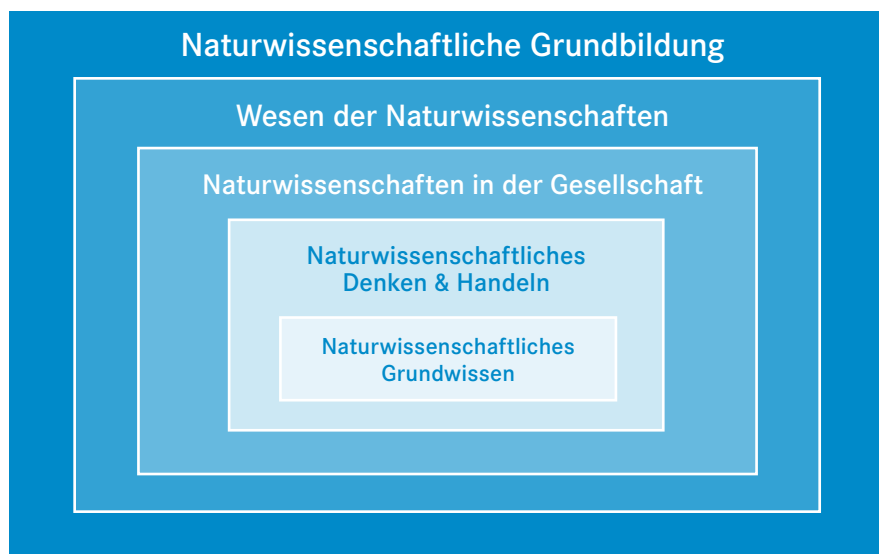 Naturwissenschaftliche Grundbildung
Wesen der Naturwissenschaften
Naturwissenschaften in der Gesellschaft
Naturwissenschaftliches
Denken & Handeln
Naturwissenschaftliches
Grundwissen